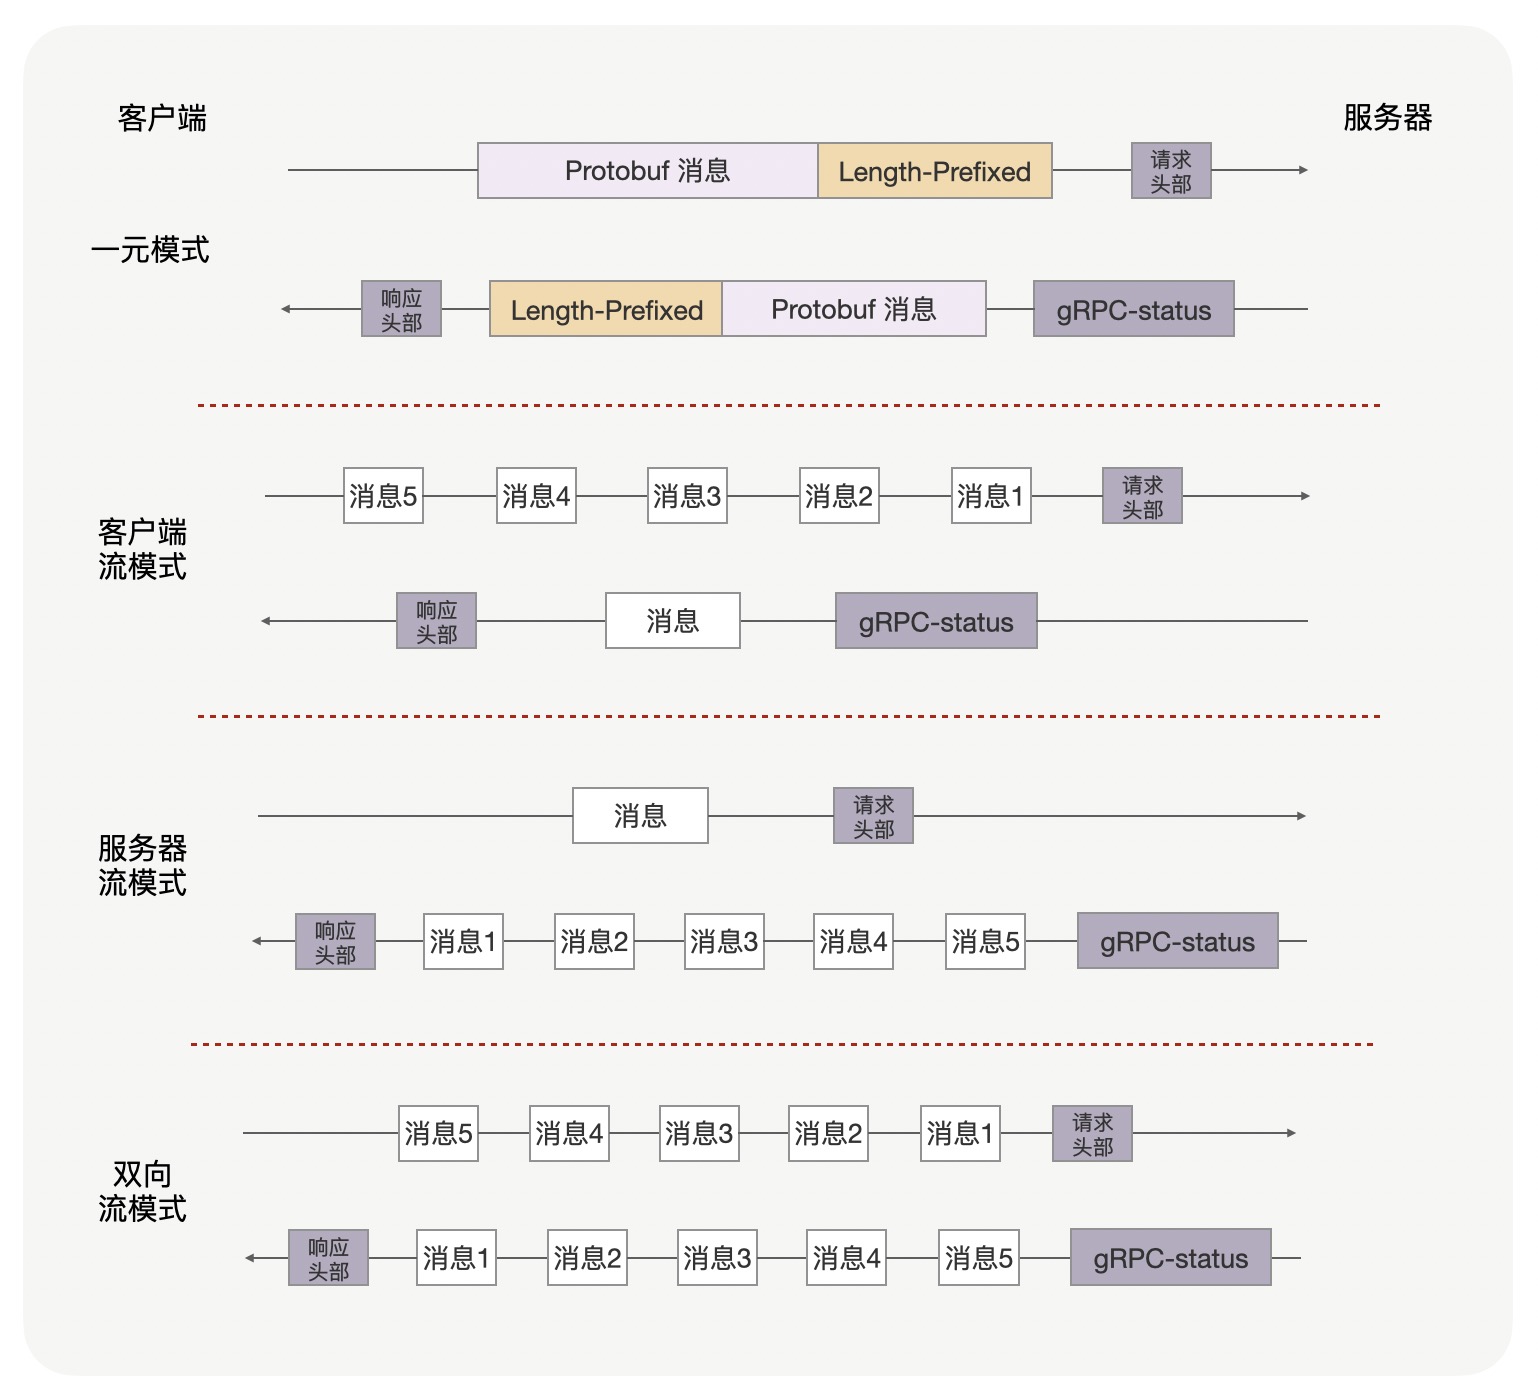 客户端
服务器
Protobuf 消息
Length-Prefixed
请求
头部
一元模式
响应
头部
Length-Prefixed
Protobuf 消息
gRPC-status
客户端
流模式
消息5
消息4
消息3
消息2
消息1
请求
头部
响应
头部
消息
gRPC-status
服务器
流模式
消息
请求
头部
响应
头部
消息1
消息2
消息3
消息4
消息5
gRPC-status
双向
流模式
消息5
消息4
消息3
消息2
消息1
请求
头部
响应
头部
消息1
消息2
消息3
消息4
消息5
gRPC-status